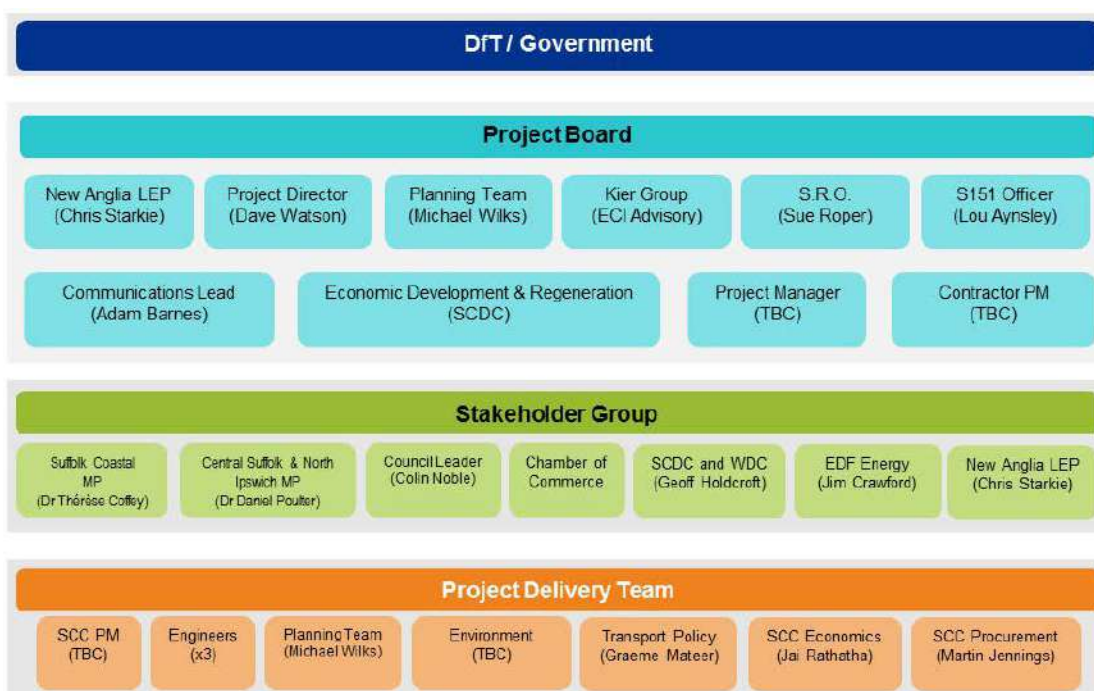 DfT / Government
Project Board
New Anglia LEP
(Chris Starkie)
Project Director
(Dave Watson)
Planning Team
(Michael Wilks)
Kier Group
(ECI Advisory)
S.R.O.
(Sue Roper)
S151 Officer
(Lou Aynsley)
Communications Lead
(Adam Barnes)
Economic Development & Regeneration
(SCDC)
Project Manager
(TBC)
Contractor PM
(TBC)
Stakeholder Group
Suffolk Coastal
MP
(Dr Thérèse Coffey)
Central Suffolk & North
Ipswich MP
(Dr Daniel Poulter)
Council Leader
(Colin Noble)
Chamber of
Commerce
SCDC and WDC
(Geoff Holdcroft)
EDF Energy
(Jim Crawford)
New Anglia LEP
(Chris Starkie)
Project Delivery Team
SCC PM
(TBC)
Engineers
(x3)
Planning Team
(Michael Wilks)
Environment
(TBC)
Transport Policy
(Graeme Mateer)
SCC Economics
(Jai Rathatha)
SCC Procurement
(Martin Jennings)